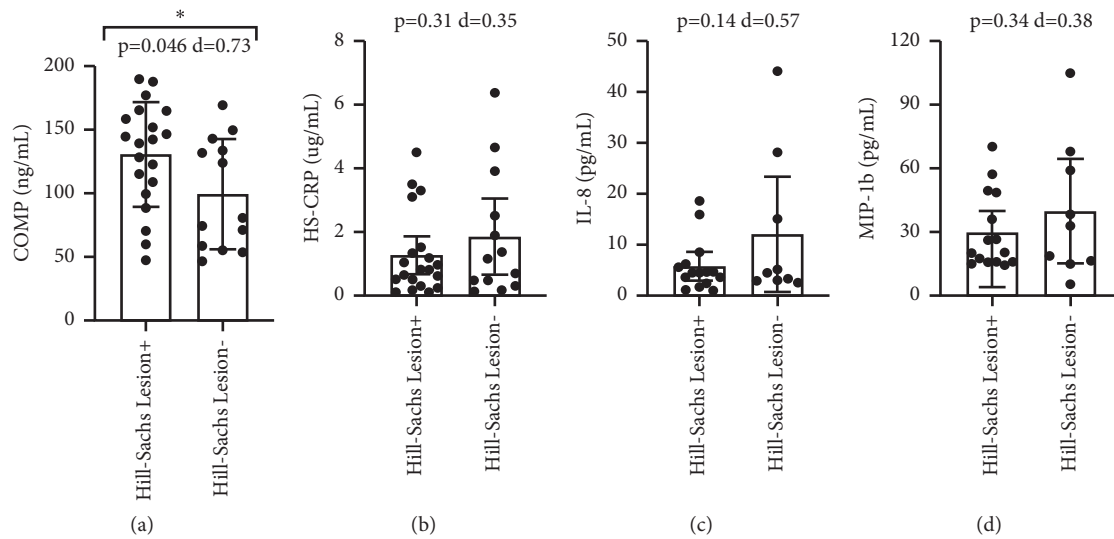 *
p=0.046 d=0.73
COMP (ng/mL)
200
150
100
50
0
Hill-Sachs Lesion+
Hill-Sachs Lesion-
(a)
p=0.31 d=0.35
HS-CRP (ug/mL)
8
6
4
2
0
Hill-Sachs Lesion+
Hill-Sachs Lesion-
(b)
p=0.14 d=0.57
IL-8 (pg/mL)
50
40
30
20
10
0
Hill-Sachs Lesion+
Hill-Sachs Lesion-
(c)
p=0.34 d=0.38
MIP-1b (pg/mL)
120
90
60
30
0
Hill-Sachs Lesion+
Hill-Sachs Lesion-
(d)